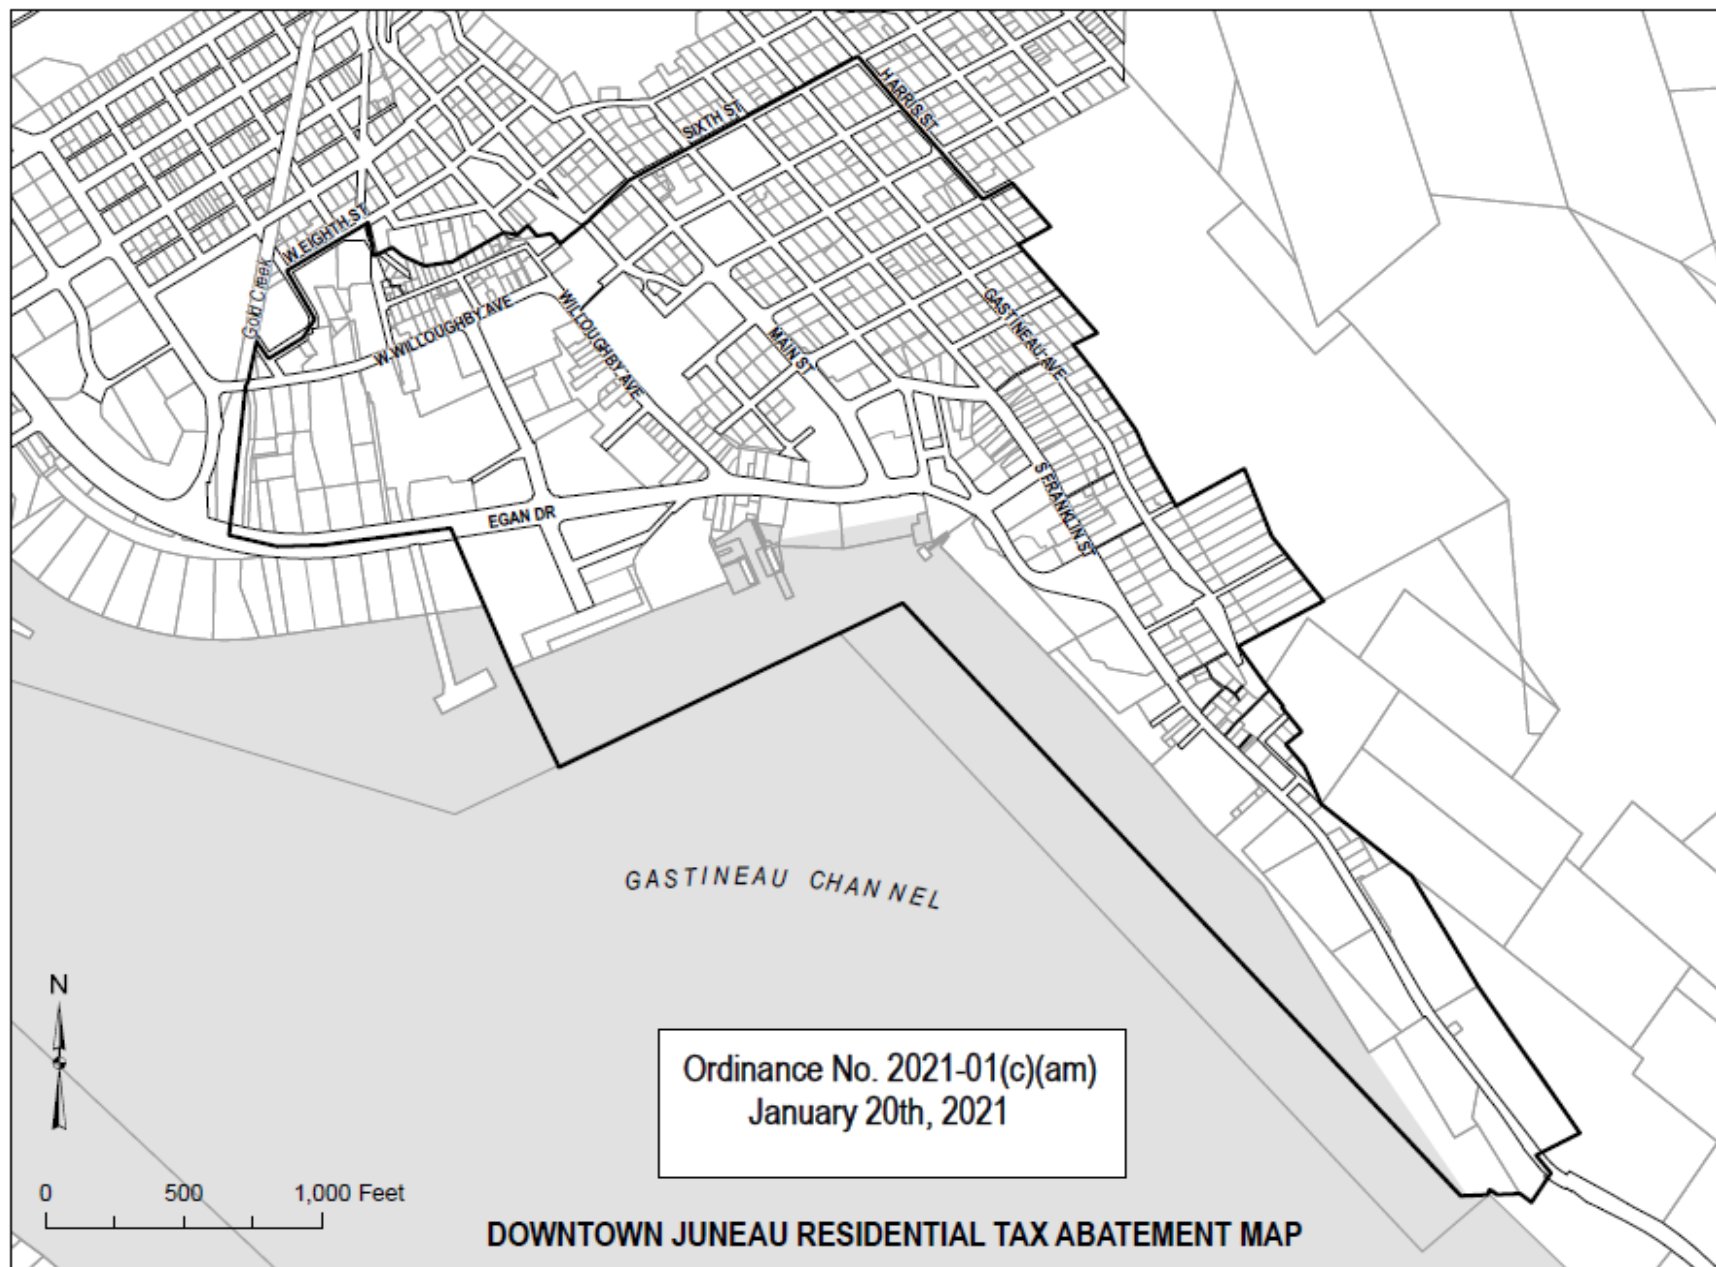 HARRIS ST
SIXTH ST
W EIGHTH ST
Gold Creek
W. WILLOUGHBY AVE
WILLOUGHBY AVE
MAIN ST
GASTINEAU AVE
S FRANKLIN ST
EGAN DR
GASTINEAU CHANNEL
N
Ordinance No. 2021-01(c)(am)
January 20th, 2021
0 500 1,000 Feet
DOWNTOWN JUNEAU RESIDENTIAL TAX ABATEMENT MAP